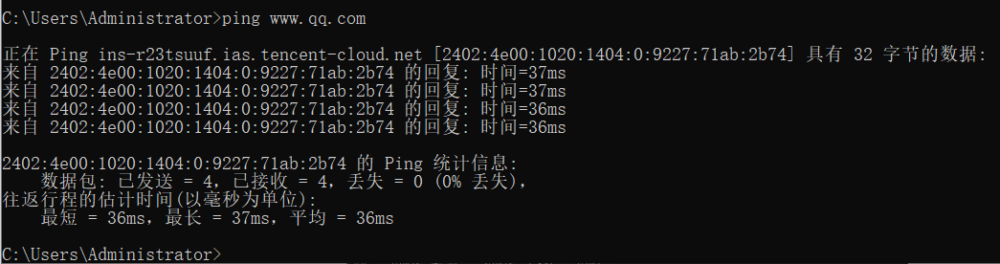 C:\Users\Administrator>ping www.qq.com
正在 Ping ins-r23tsuuf.ias.tencent-cloud.net [2402:4e00:1020:1404:0:9227:71ab:2b74] 具有 32 字节的数据:
来自 2402:4e00:1020:1404:0:9227:71ab:2b74 的回复: 时间=37ms
来自 2402:4e00:1020:1404:0:9227:71ab:2b74 的回复: 时间=37ms
来自 2402:4e00:1020:1404:0:9227:71ab:2b74 的回复: 时间=36ms
来自 2402:4e00:1020:1404:0:9227:71ab:2b74 的回复: 时间=36ms
2402:4e00:1020:1404:0:9227:71ab:2b74 的 Ping 统计信息:
    数据包: 已发送 = 4，已接收 = 4，丢失 = 0 (0% 丢失)，
往返行程的估计时间(以毫秒为单位):
    最短 = 36ms，最长 = 37ms，平均 = 36ms
C:\Users\Administrator>